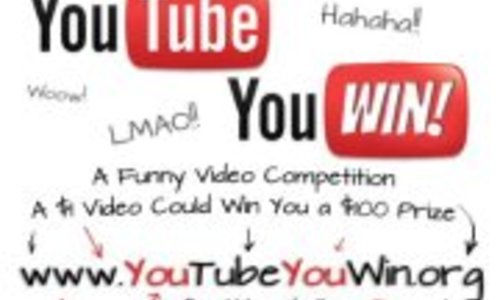 YouTube
Hahaha!!
Woow!
You WIN!
LMAO!!
A Funny Video Competition
A $1 Video Could Win You a $100 Prize
www.YouTubeYouWin.org